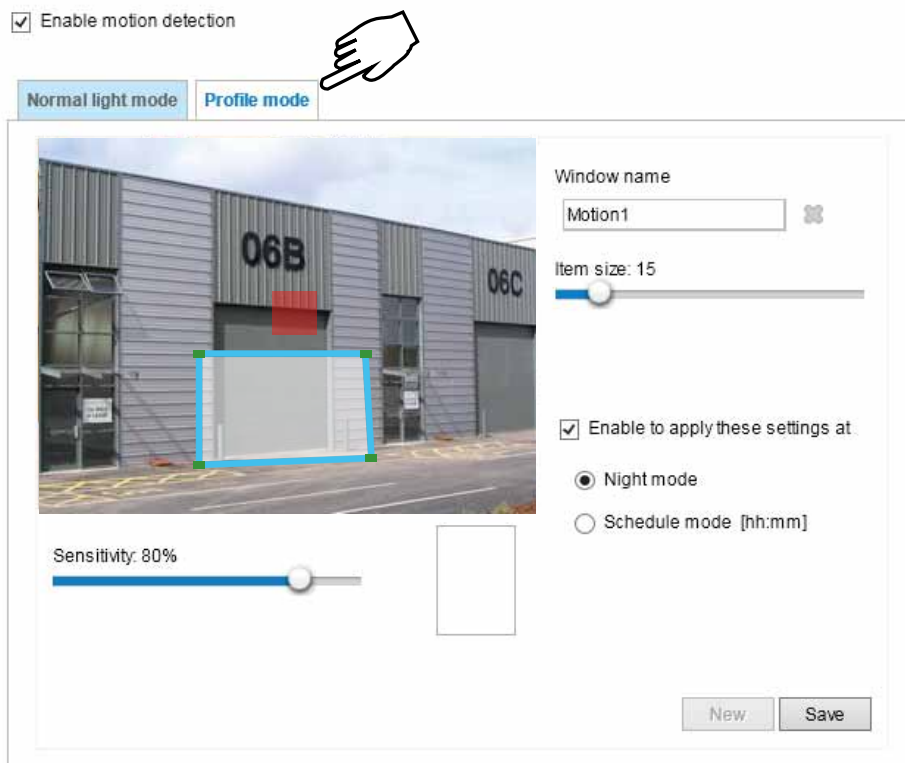 Enable motion detection
Normal light mode
Profile mode
06B
06C
Window name
Motion1
Item size: 15
Enable to apply these settings at
Night mode
Schedule mode [hh:mm]
Sensitivity: 80%
New
Save